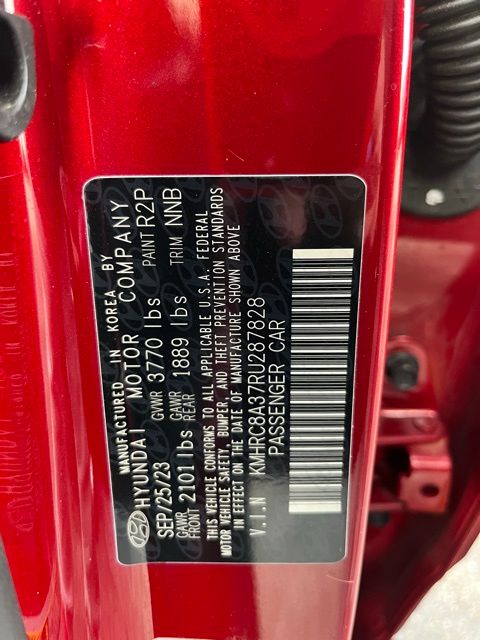 MANUFACTURED IN KOREA BY
HYUNDAI MOTOR COMPANY
SEP/25/23 GVWR 3770 lbs PAINT R2P
GAWR FRONT 2101 lbs GAWR REAR 1889 lbs TRIM NNB
THIS VEHICLE CONFORMS TO ALL APPLICABLE U.S.A. FEDERAL
MOTOR VEHICLE SAFETY, BUMPER, AND THEFT PREVENTION STANDARDS
IN EFFECT ON THE DATE OF MANUFACTURE SHOWN ABOVE
V.I.N KMHRC8A37RU287828
PASSENGER CAR